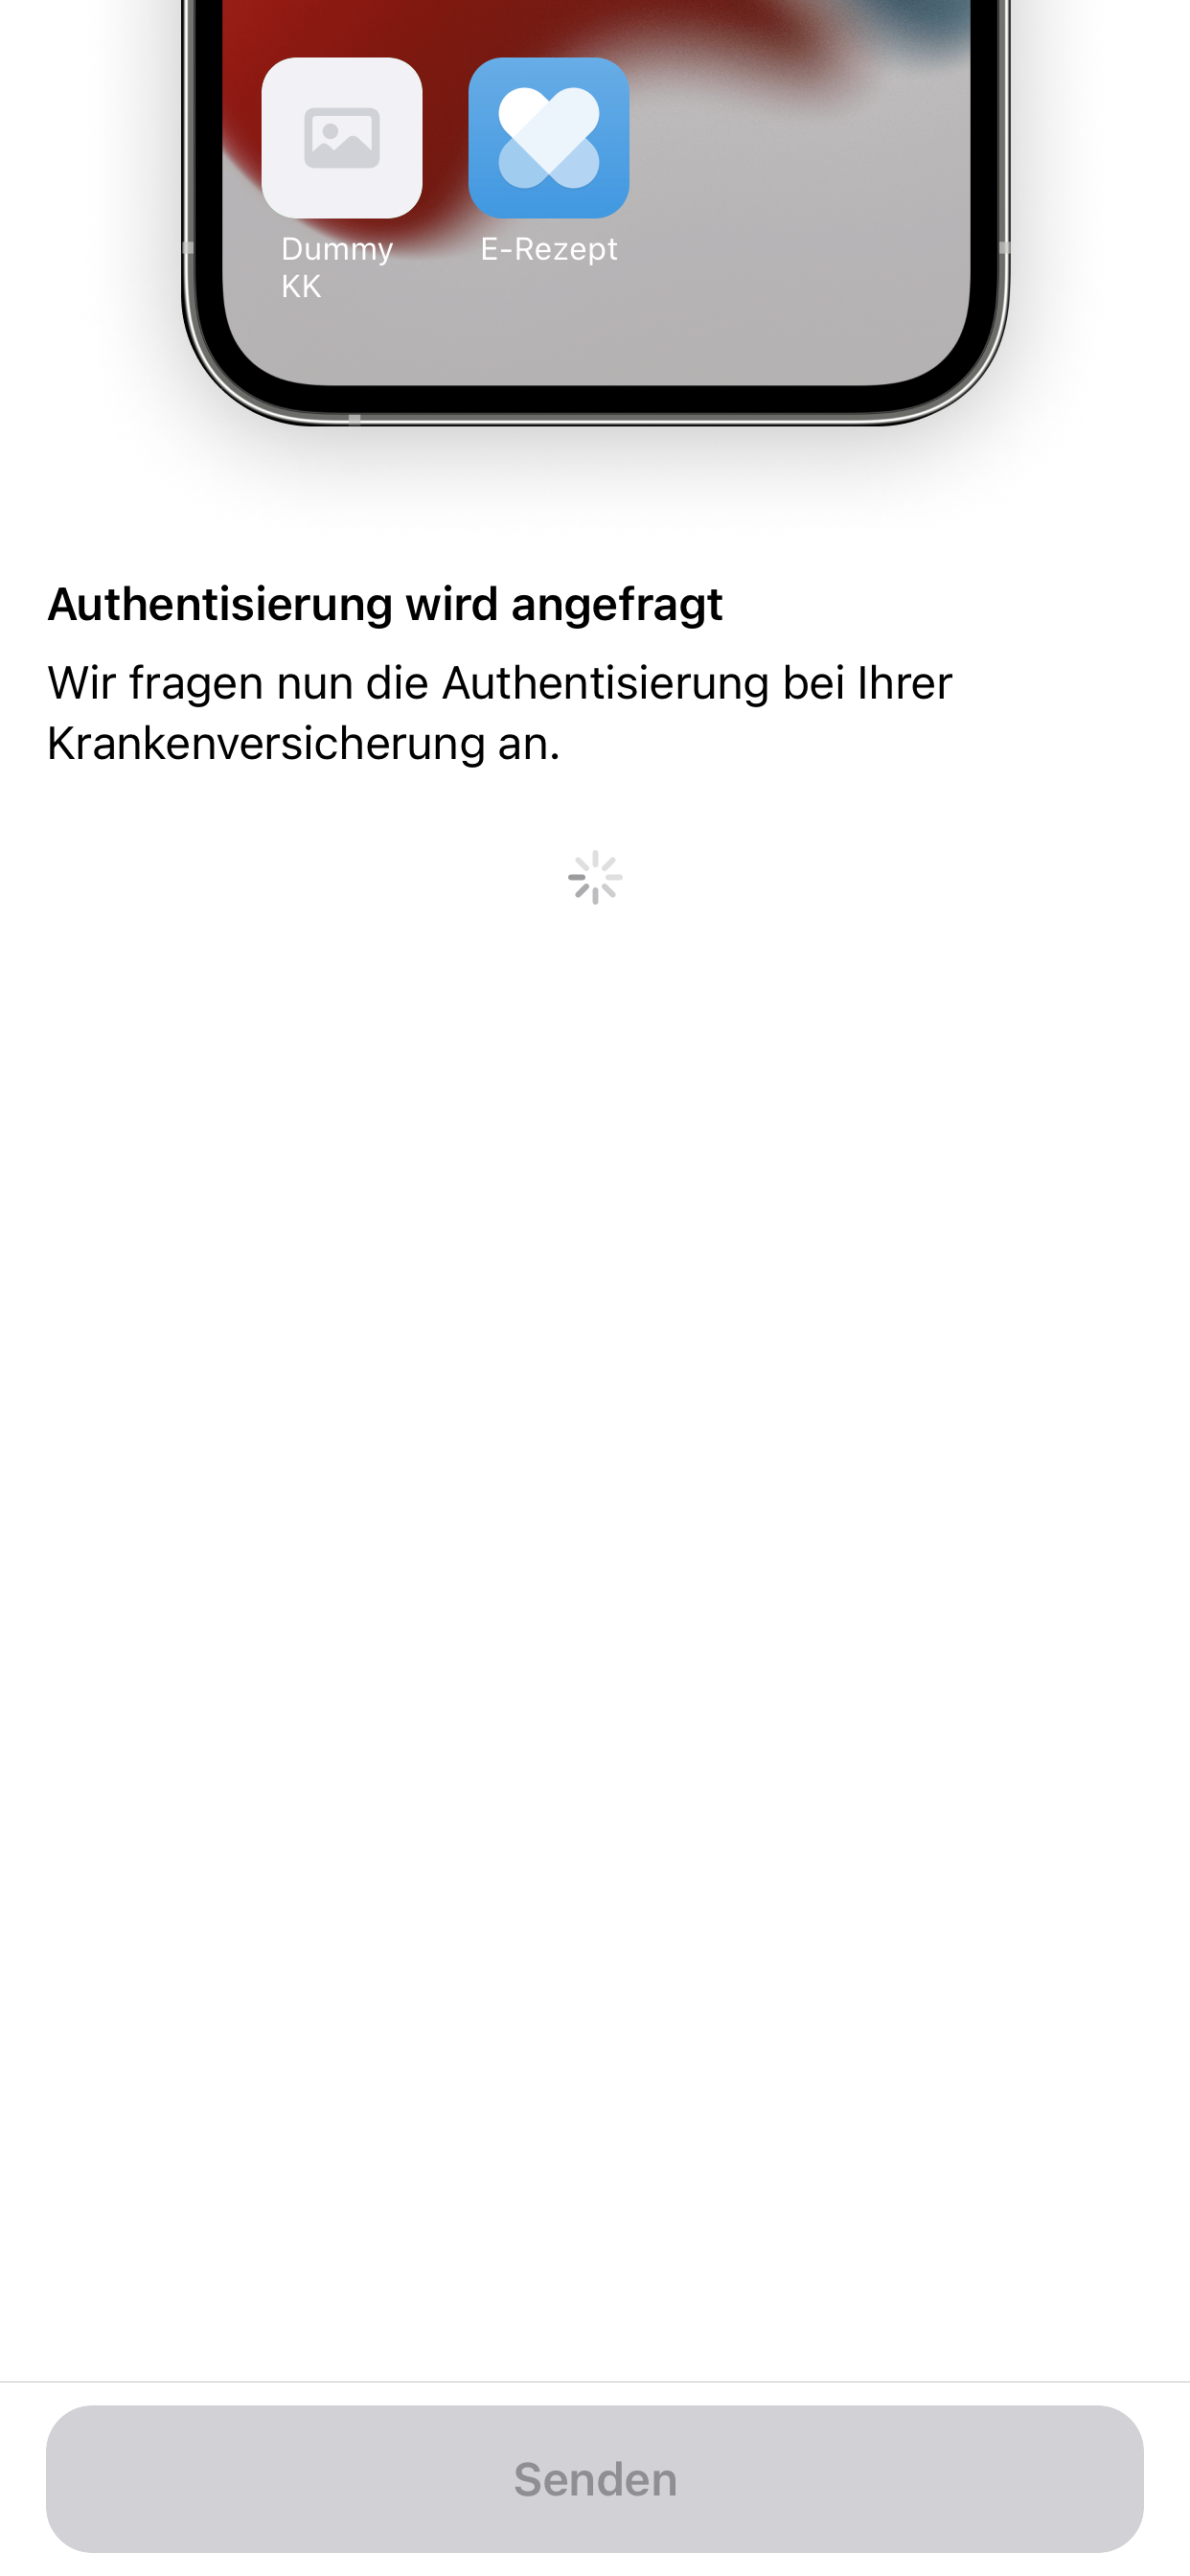 Dummy
KK
E-Rezept
Authentisierung wird angefragt
Wir fragen nun die Authentisierung bei Ihrer
Krankenversicherung an.
Senden